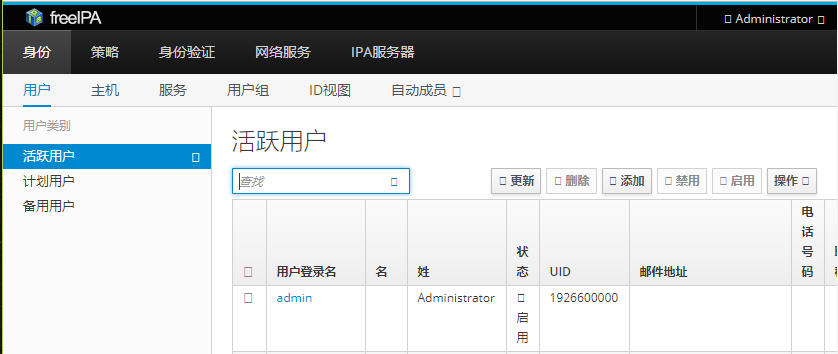 freeIPA
Administrator
身份 策略 身份验证 网络服务 IPA服务器
用户 主机 服务 用户组 ID视图 自动成员
用户类别
活跃用户
计划用户
备用用户
活跃用户
查找
更新 删除 添加 禁用 启用 操作
用户登录名 名 姓 状态 UID 邮件地址 电话号码
admin Administrator 启用 1926600000